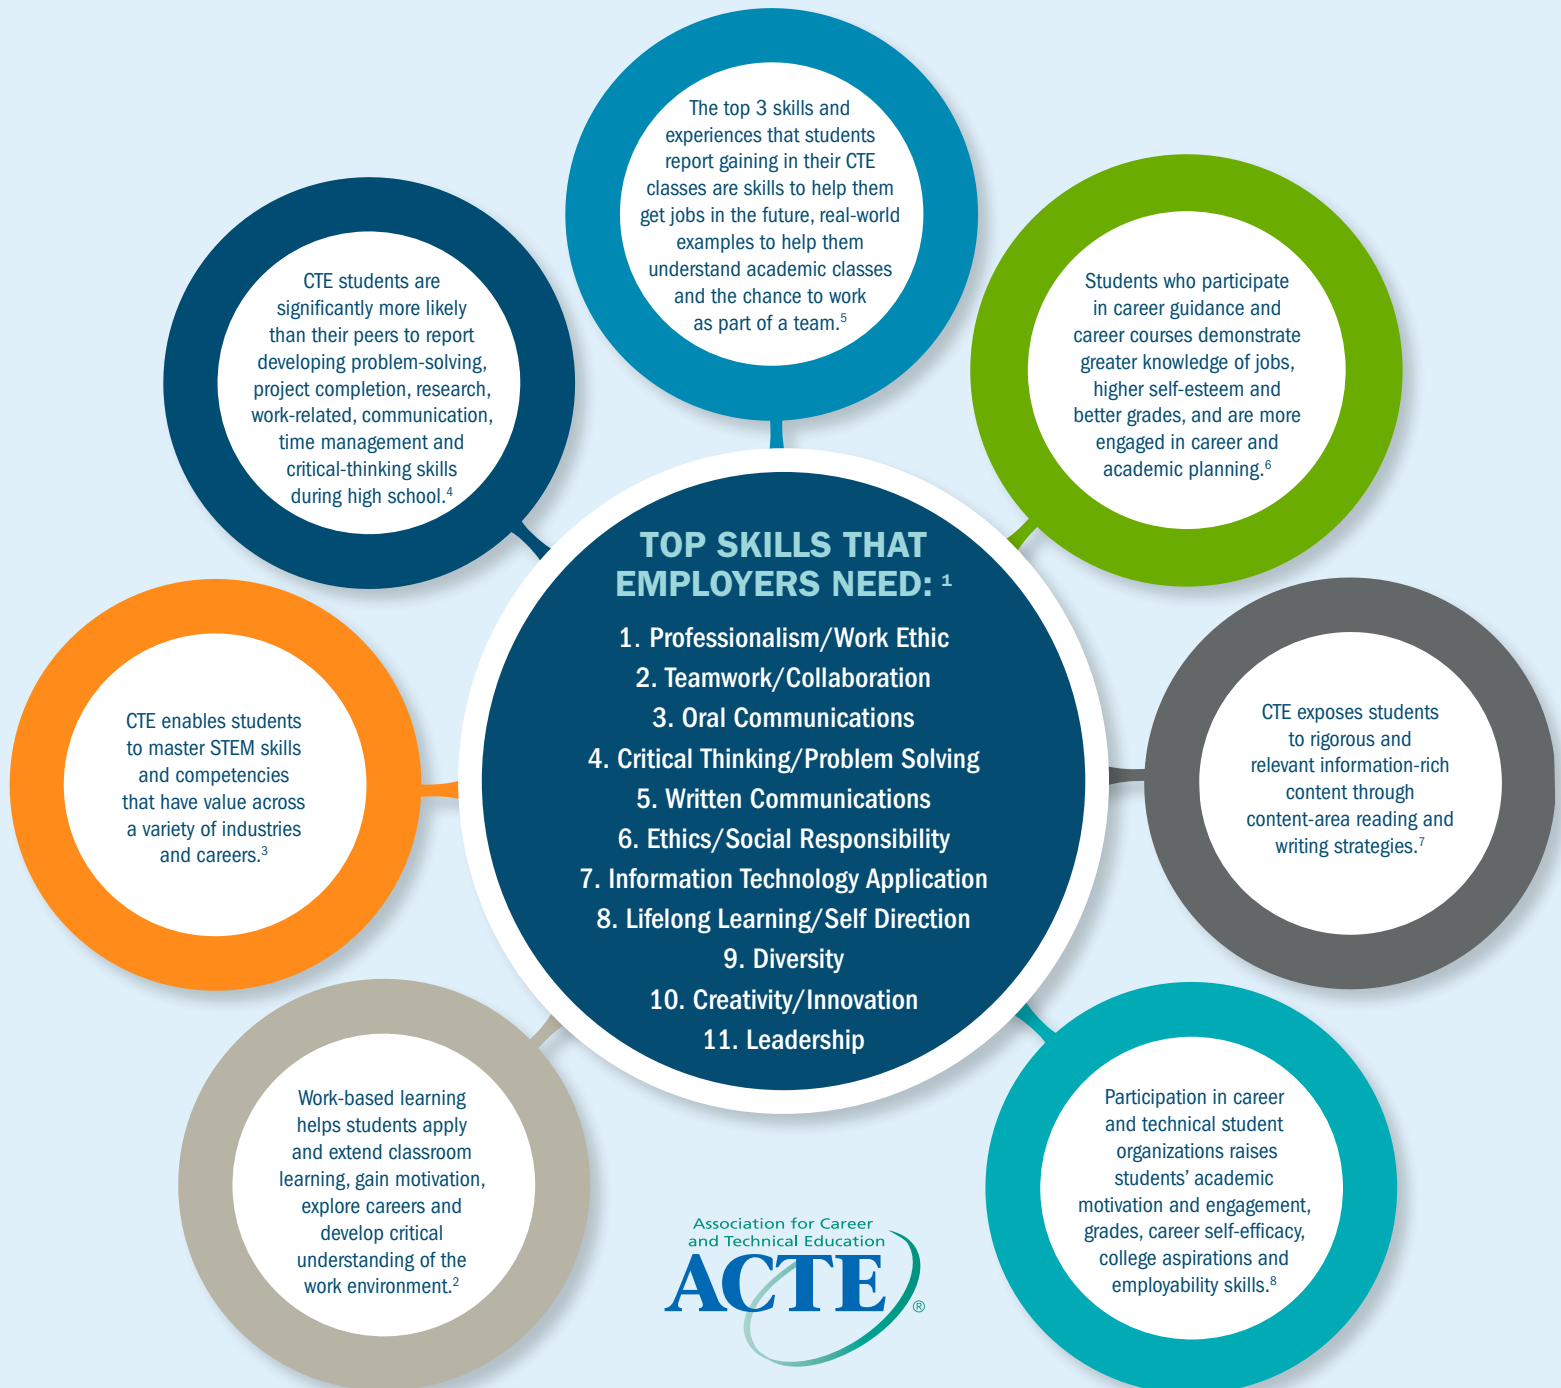 The top 3 skills and
experiences that students
report gaining in their CTE
classes are skills to help them
get jobs in the future, real-world
examples to help them
understand academic classes
and the chance to work
as part of a team.5
CTE students are
significantly more likely
than their peers to report
developing problem-solving,
project completion, research,
work-related, communication,
time management and
critical-thinking skills
during high school.4
Students who participate
in career guidance and
career courses demonstrate
greater knowledge of jobs,
higher self-esteem and
better grades, and are more
engaged in career and
academic planning.6
TOP SKILLS THAT
EMPLOYERS NEED: 1
1. Professionalism/Work Ethic
2. Teamwork/Collaboration
3. Oral Communications
4. Critical Thinking/Problem Solving
5. Written Communications
6. Ethics/Social Responsibility
7. Information Technology Application
8. Lifelong Learning/Self Direction
9. Diversity
10. Creativity/Innovation
11. Leadership
CTE enables students
to master STEM skills
and competencies
that have value across
a variety of industries
and careers.3
CTE exposes students
to rigorous and
relevant information-rich
content through
content-area reading and
writing strategies.7
Work-based learning
helps students apply
and extend classroom
learning, gain motivation,
explore careers and
develop critical
understanding of the
work environment.2
Participation in career
and technical student
organizations raises
students’ academic
motivation and engagement,
grades, career self-efficacy,
college aspirations and
employability skills.8
Association for Career
and Technical Education
ACTE®